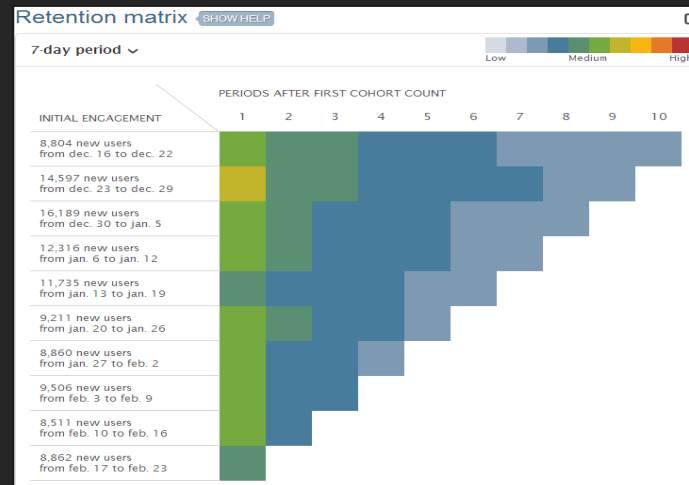 Retention matrix SHOW HELP
7-day period
Low Medium High
PERIODS AFTER FIRST COHORT COUNT
INITIAL ENGAGEMENT 1 2 3 4 5 6 7 8 9 10
8,804 new users
from dec. 16 to dec. 22
14,597 new users
from dec. 23 to dec. 29
16,189 new users
from dec. 30 to jan. 5
12,316 new users
from jan. 6 to jan. 12
11,735 new users
from jan. 13 to jan. 19
9,211 new users
from jan. 20 to jan. 26
8,860 new users
from jan. 27 to feb. 2
9,506 new users
from feb. 3 to feb. 9
8,511 new users
from feb. 10 to feb. 16
8,862 new users
from feb. 17 to feb. 23